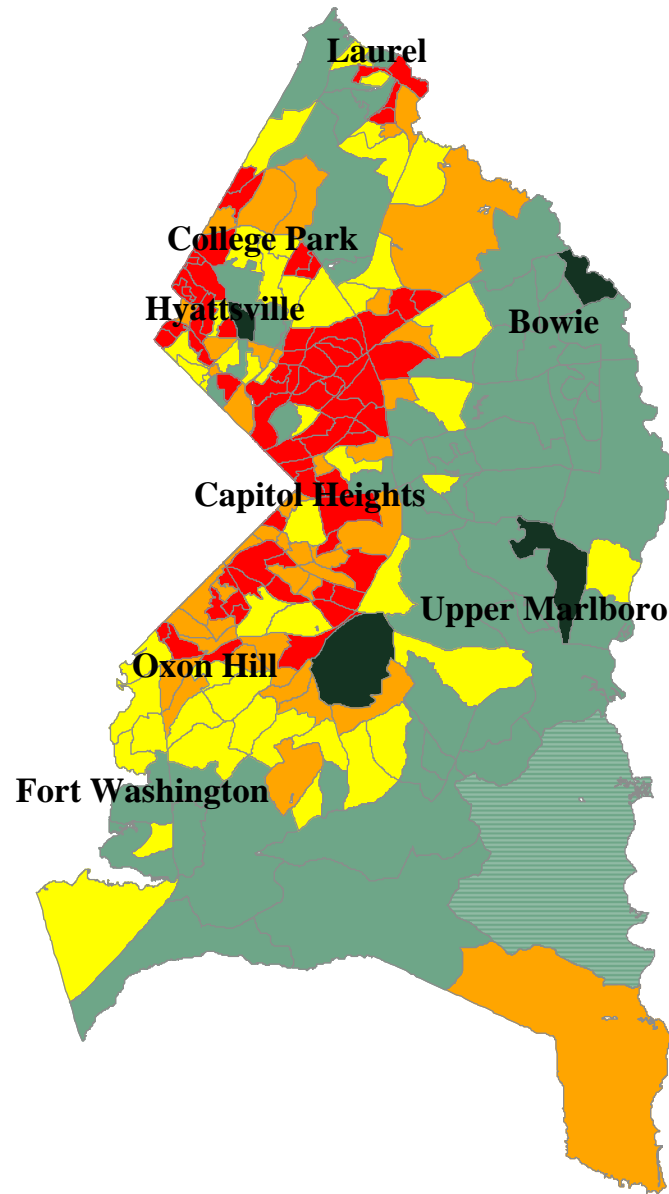 Laurel
College Park
Hyattsville
Bowie
Capitol Heights
Upper Marlboro
Oxon Hill
Fort Washington